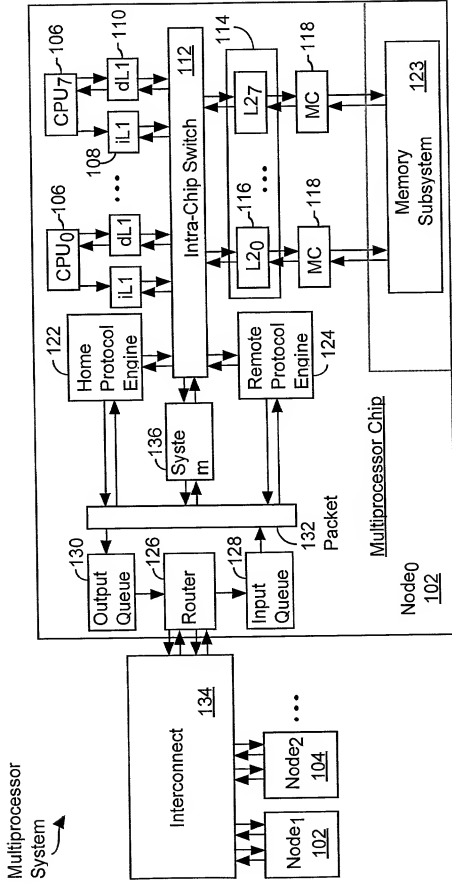 Multiprocessor
System
Interconnect
134
Node1
102
Node2
104
...
130
Output
Queue
126
Router
128
Input
Queue
132
Packet
136
Syste
m
122
Home Protocol
Engine
Remote Protocol
Engine
124
CPU0
106
iL1
dL1
...
CPU7
106
iL1
108
dL1
110
Intra-Chip Switch
112
114
116
L20
...
L27
MC
118
MC
118
Memory
Subsystem
123
Multiprocessor Chip
Node0
102